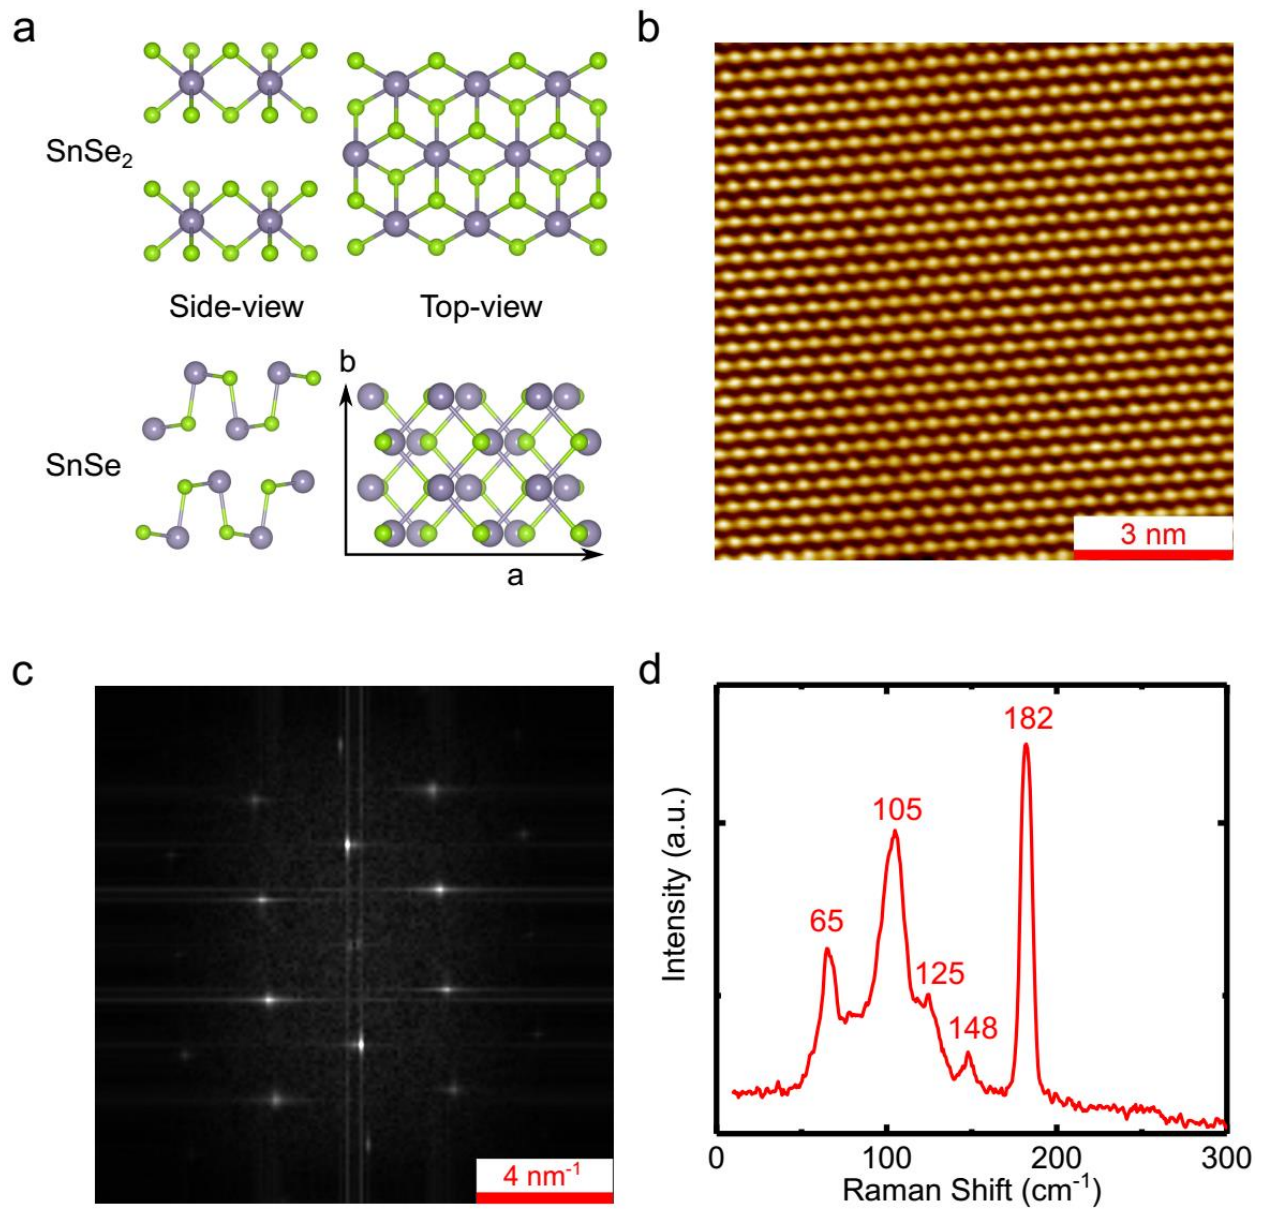 a
SnSe₂
Side-view
Top-view
SnSe
b
a
b
3 nm
c
4 nm⁻¹
d
182
105
65
125
148
Intensity (a.u.)
0
100
200
300
Raman Shift (cm⁻¹)